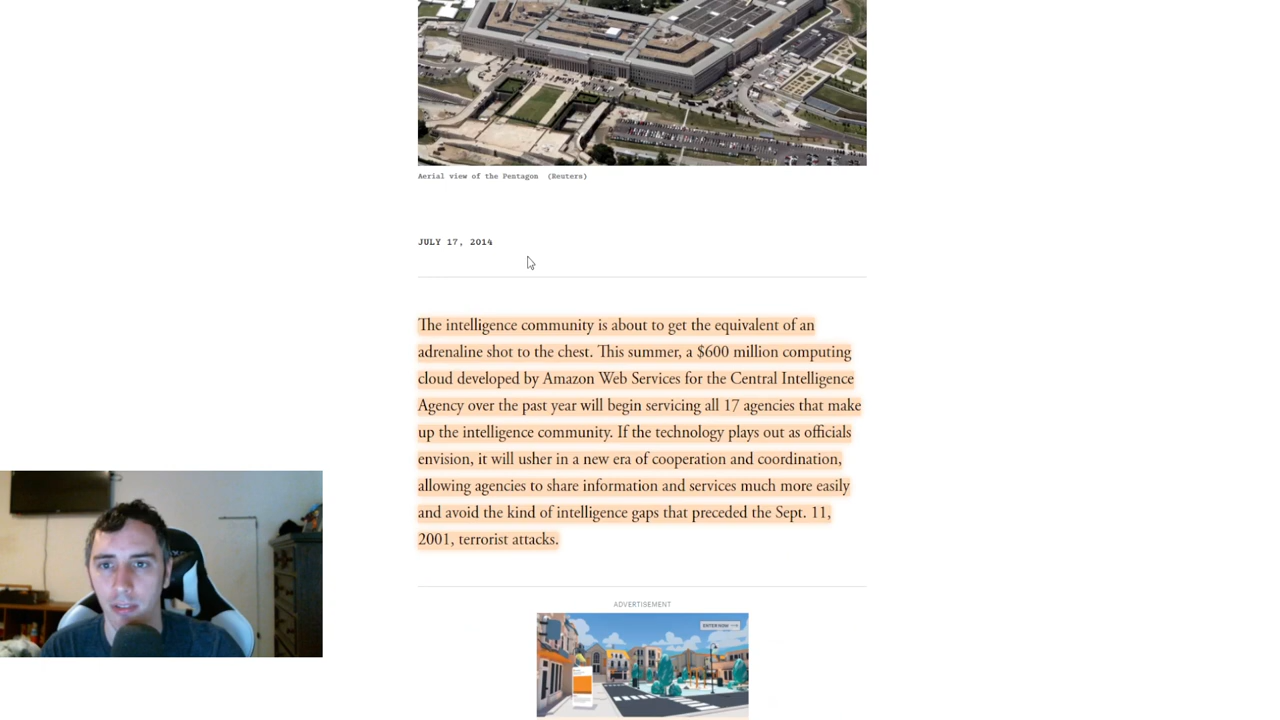 Aerial view of the Pentagon (Reuters)
JULY 17, 2014
The intelligence community is about to get the equivalent of an
adrenaline shot to the chest. This summer, a $600 million computing
cloud developed by Amazon Web Services for the Central Intelligence
Agency over the past year will begin servicing all 17 agencies that make
up the intelligence community. If the technology plays out as officials
envision, it will usher in a new era of cooperation and coordination,
allowing agencies to share information and services much more easily
and avoid the kind of intelligence gaps that preceded the Sept. 11,
2001, terrorist attacks.
ADVERTISEMENT
ENTER NOW →